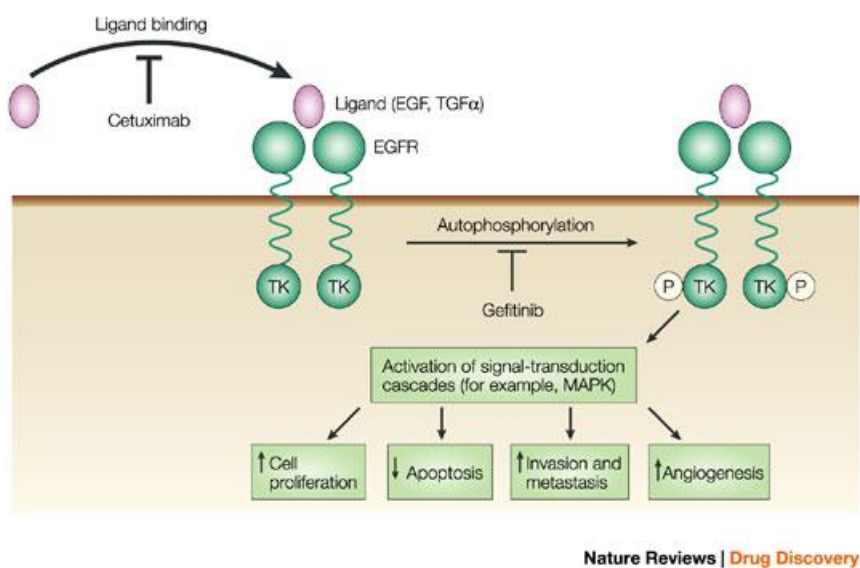 Ligand binding
Cetuximab
Ligand (EGF, TGFα)
EGFR
Autophosphorylation
Gefitinib
TK
TK
P
TK
TK
P
Activation of signal-transduction
cascades (for example, MAPK)
↑ Cell
proliferation
↓ Apoptosis
↑ Invasion and
metastasis
↑ Angiogenesis
Nature Reviews | Drug Discovery